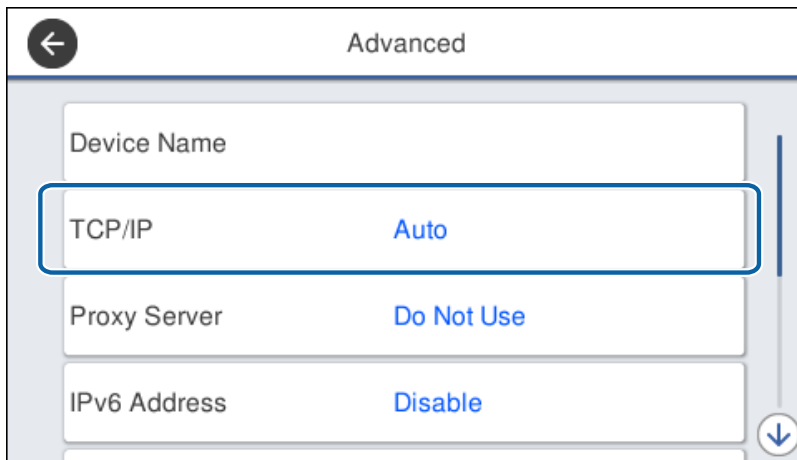 Advanced
Device Name
TCP/IP Auto
Proxy Server Do Not Use
IPv6 Address Disable